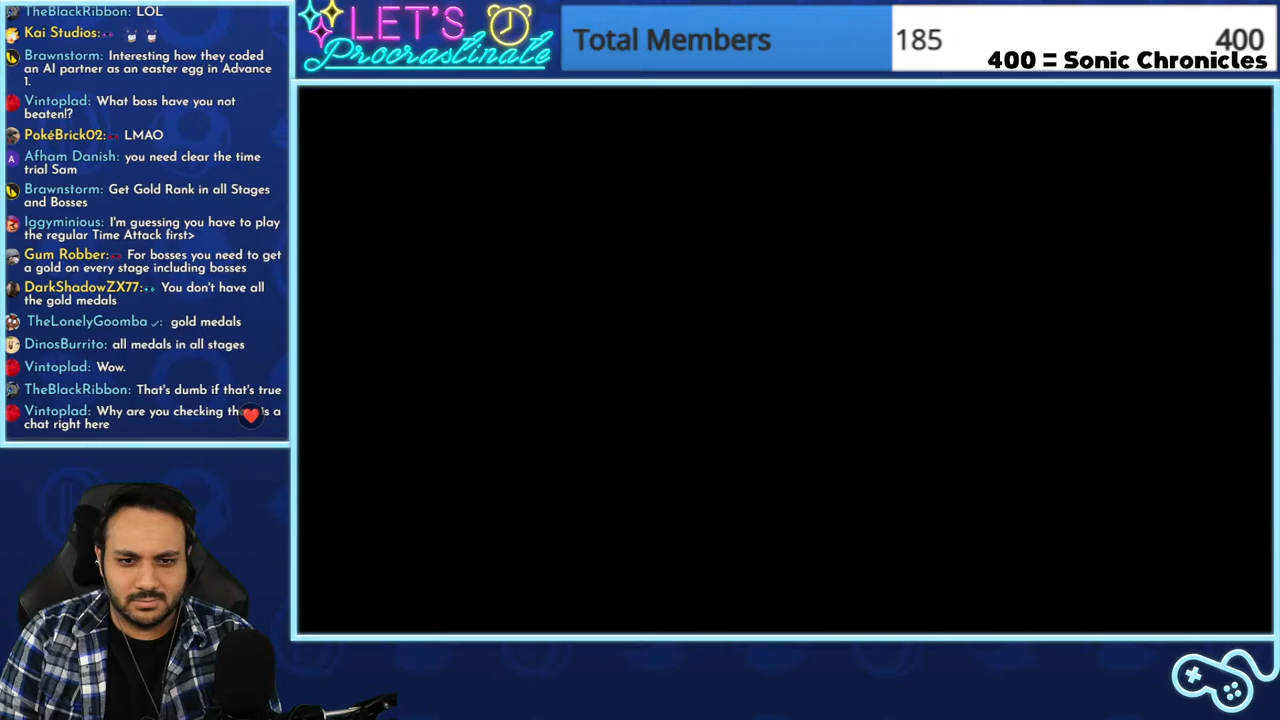 TheBlackRibbon: LOL
Kai Studios:
Brawnstorm: Interesting how they coded
an AI partner as an easter egg in Advance
1.
Vintoplad: What boss have you not
beaten!?
PokéBrick02: LMAO
A Afham Danish: you need clear the time
trial Sam
Brawnstorm: Get Gold Rank in all Stages
and Bosses
Iggyminious: I'm guessing you have to play
the regular Time Attack first>
Gum Robber: For bosses you need to get
a gold on every stage including bosses
DarkShadowZX77: You don't have all
the gold medals
TheLonelyGoomba: gold medals
DinosBurrito: all medals in all stages
Vintoplad: Wow.
TheBlackRibbon: That's dumb if that's true
Vintoplad: Why are you checking is a
chat right here
LET'S
Procrastinate
Total Members 185 400
400 = Sonic Chronicles